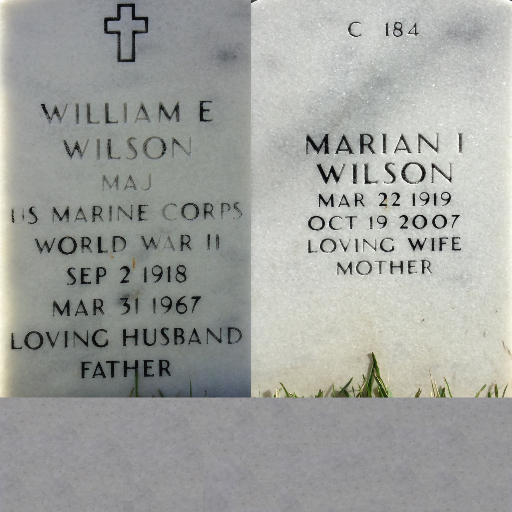 WILLIAM E
WILSON
MAJ
US MARINE CORPS
WORLD WAR II
SEP 2 1918
MAR 31 1967
LOVING HUSBAND
FATHER
C 184
MARIAN I
WILSON
MAR 22 1919
OCT 19 2007
LOVING WIFE
MOTHER